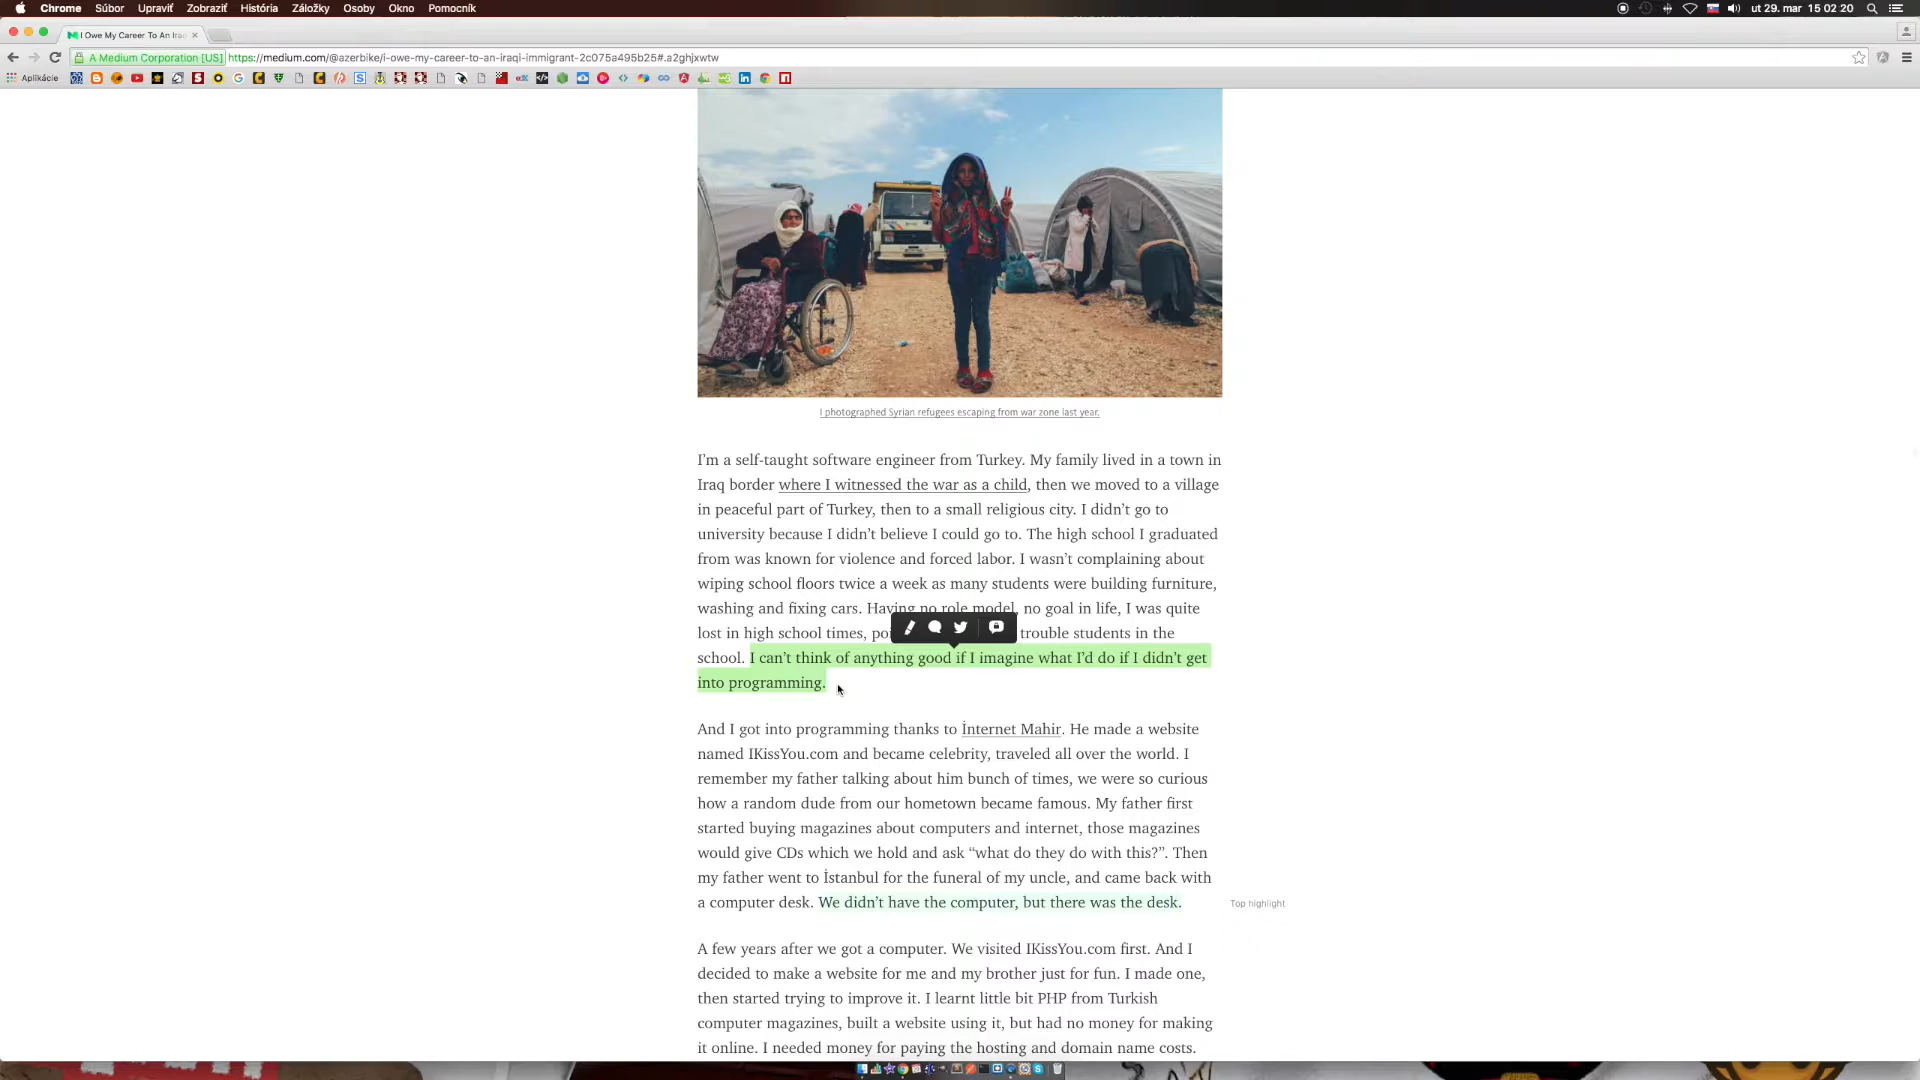 Chrome Súbor Upraviť Zobraziť História Záložky Osoby Okno Pomocník ut 29. mar 15 02 20
I Owe My Career To An Iraq
A Medium Corporation [US] https://medium.com/@azerbike/i-owe-my-career-to-an-iraqi-immigrant-2c075a495b25#.a2ghjxwtw
Aplikácie
I photographed Syrian refugees escaping from war zone last year.
I’m a self-taught software engineer from Turkey. My family lived in a town in
Iraq border where I witnessed the war as a child, then we moved to a village
in peaceful part of Turkey, then to a small religious city. I didn’t go to
university because I didn’t believe I could go to. The high school I graduated
from was known for violence and forced labor. I wasn’t complaining about
wiping school floors twice a week as many students were building furniture,
washing and fixing cars. Having no role model, no goal in life, I was quite
lost in high school times, poi trouble students in the
school. I can’t think of anything good if I imagine what I’d do if I didn’t get
into programming.
And I got into programming thanks to İnternet Mahir. He made a website
named IKissYou.com and became celebrity, traveled all over the world. I
remember my father talking about him bunch of times, we were so curious
how a random dude from our hometown became famous. My father first
started buying magazines about computers and internet, those magazines
would give CDs which we hold and ask “what do they do with this?”. Then
my father went to İstanbul for the funeral of my uncle, and came back with
a computer desk. We didn’t have the computer, but there was the desk.
Top highlight
A few years after we got a computer. We visited IKissYou.com first. And I
decided to make a website for me and my brother just for fun. I made one,
then started trying to improve it. I learnt little bit PHP from Turkish
computer magazines, built a website using it, but had no money for making
it online. I needed money for paying the hosting and domain name costs.